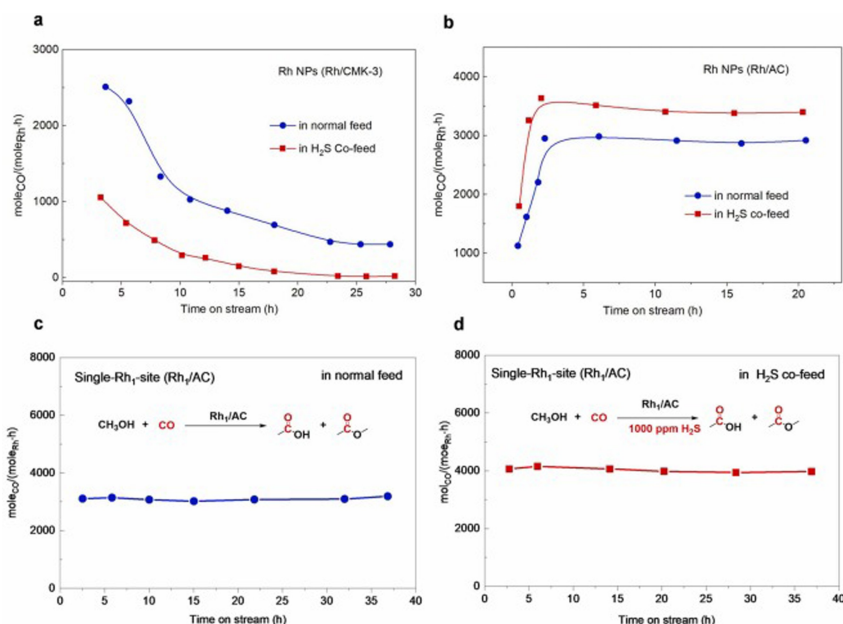 a
3000
2000
1000
0
moleCO/(moleRh·h)
Rh NPs (Rh/CMK-3)
in normal feed
in H2S Co-feed
0 5 10 15 20 25 30
Time on stream (h)
b
4000
3000
2000
1000
moleCO/(moleRh·h)
Rh NPs (Rh/AC)
in normal feed
in H2S co-feed
0 5 10 15 20
Time on stream (h)
c
8000
6000
4000
2000
0
moleCO/(moeRh·h)
Single-Rh1-site (Rh1/AC) in normal feed
CH3OH + CO Rh1/AC O C OH + O C O
0 5 10 15 20 25 30 35 40
Time on stream (h)
d
8000
6000
4000
2000
0
molCO/(moleRh·h)
Single-Rh1-site (Rh1/AC) in H2S co-feed
CH3OH + CO Rh1/AC 1000 ppm H2S O C OH + O C O
0 5 10 15 20 25 30 35 40
Time on stream (h)